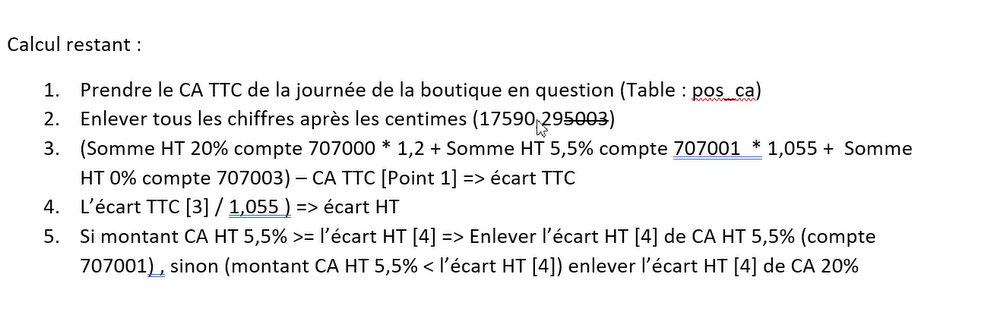 Calcul restant :
1. Prendre le CA TTC de la journée de la boutique en question (Table : pos_ca)
2. Enlever tous les chiffres après les centimes (17590,295003)
3. (Somme HT 20% compte 707000 * 1,2 + Somme HT 5,5% compte 707001 * 1,055 + Somme
HT 0% compte 707003) – CA TTC [Point 1] => écart TTC
4. L’écart TTC [3] / 1,055 ) => écart HT
5. Si montant CA HT 5,5% >= l’écart HT [4] => Enlever l’écart HT [4] de CA HT 5,5% (compte
707001) , sinon (montant CA HT 5,5% < l’écart HT [4]) enlever l’écart HT [4] de CA 20%